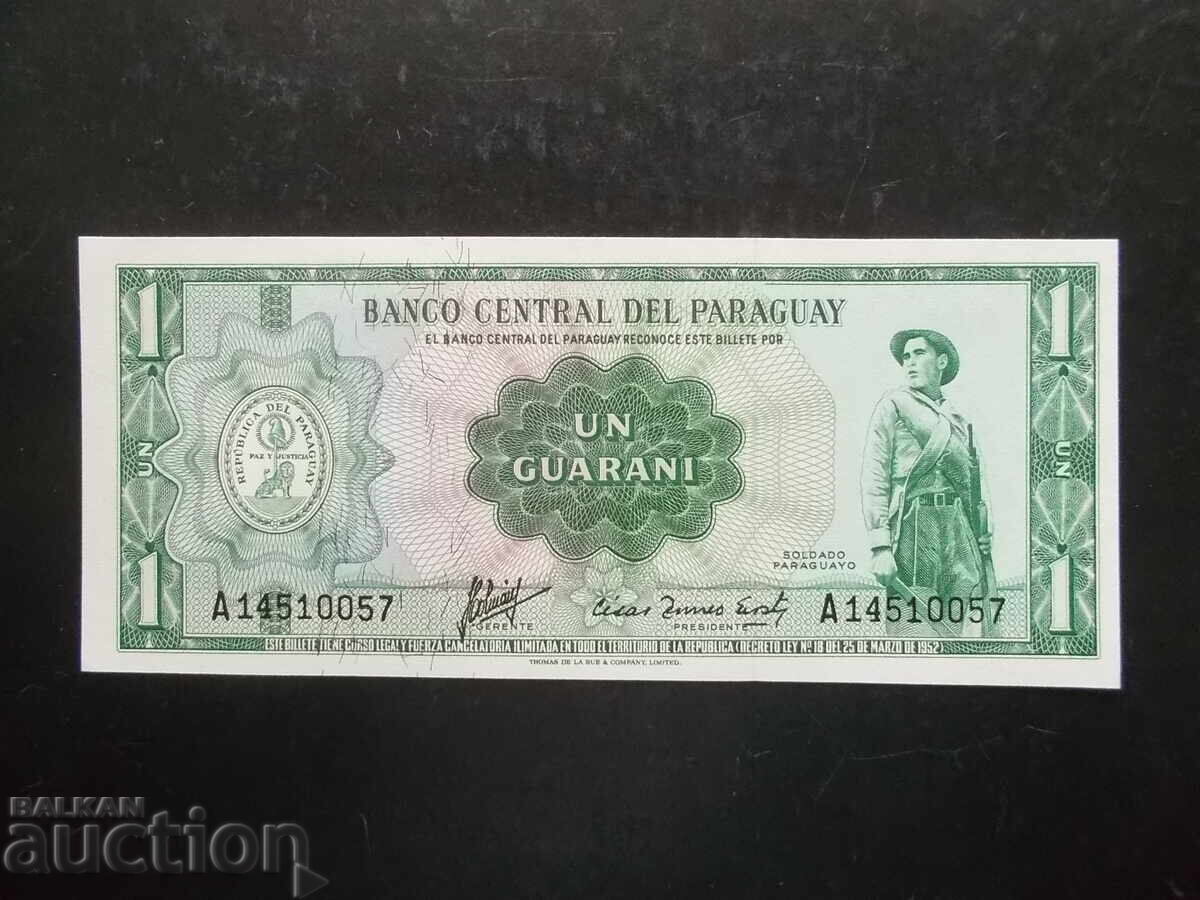 1
1
BANCO CENTRAL DEL PARAGUAY
EL BANCO CENTRAL DEL PARAGUAY RECONOCE ESTE BILLETE POR
REPÚBLICA DEL PARAGUAY
PAZ Y JUSTICIA
UN
UN
UN
GUARANI
SOLDADO
PARAGUAYO
A14510057
A14510057
GERENTE
PRESIDENTE
1
1
ESTE BILLETE TIENE CURSO LEGAL Y FUERZA CANCELATORIA ILIMITADA EN TODO EL TERRITORIO DE LA REPUBLICA (DECRETO LEY Nº 18 DEL 25 DE MARZO DE 1952)
THOMAS DE LA RUE & COMPANY, LIMITED.
BALKAN
auction